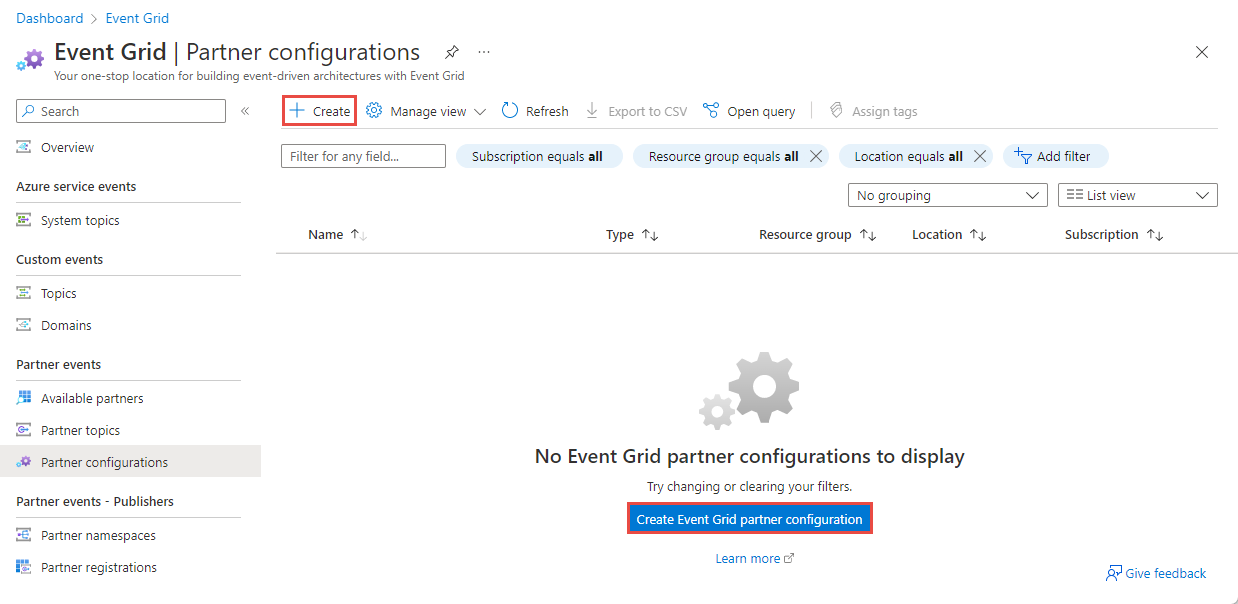 Dashboard > Event Grid
Event Grid | Partner configurations ...
Your one-stop location for building event-driven architectures with Event Grid
Search «
Overview
Azure service events
System topics
Custom events
Topics
Domains
Partner events
Available partners
Partner topics
Partner configurations
Partner events - Publishers
Partner namespaces
Partner registrations
Create Manage view Refresh Export to CSV Open query Assign tags
Filter for any field... Subscription equals all Resource group equals all Location equals all Add filter
No grouping List view
Name Type Resource group Location Subscription
No Event Grid partner configurations to display
Try changing or clearing your filters.
Create Event Grid partner configuration
Learn more
Give feedback